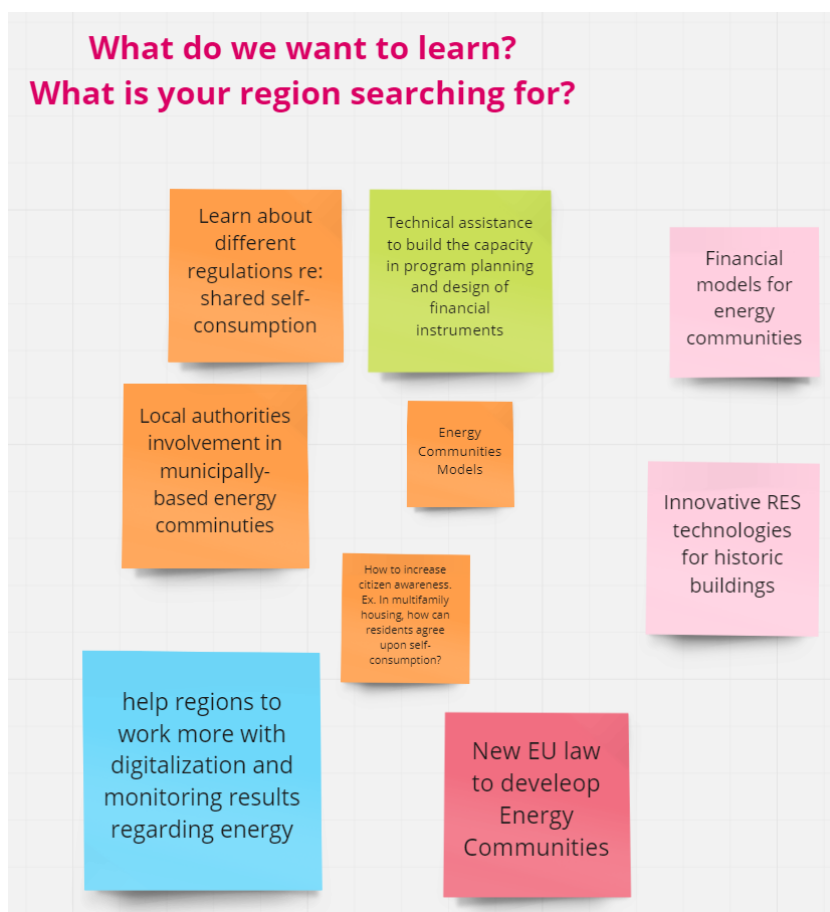 What do we want to learn?
What is your region searching for?
Learn about
different
regulations re:
shared self-
consumption
Technical assistance
to build the capacity
in program planning
and design of
financial
instruments
Financial
models for
energy
communities
Local authorities
involvement in
municipally-
based energy
comminuties
Energy
Communities
Models
Innovative RES
technologies
for historic
buildings
How to increase
citizen awareness.
Ex. In multifamily
housing, how can
residents agree
upon self-
consumption?
help regions to
work more with
digitalization and
monitoring results
regarding energy
New EU law
to develeop
Energy
Communities